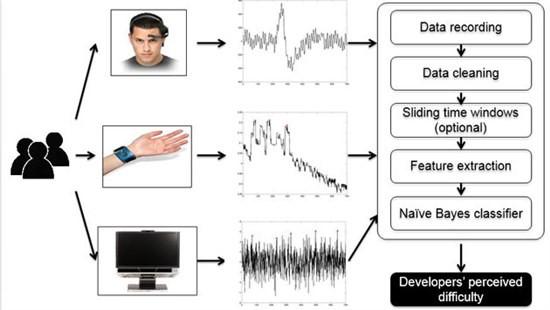 Data recording
Data cleaning
Sliding time windows
(optional)
Feature extraction
Naïve Bayes classifier
Developers' perceived
difficulty